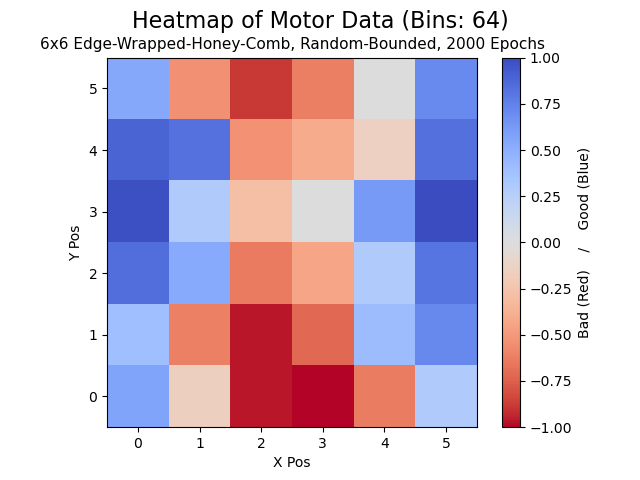 Heatmap of Motor Data (Bins: 64)
6x6 Edge-Wrapped-Honey-Comb, Random-Bounded, 2000 Epochs
5
4
3
2
1
0
Y Pos
0 1 2 3 4 5
X Pos
1.00
0.75
0.50
0.25
0.00
−0.25
−0.50
−0.75
−1.00
Bad (Red) / Good (Blue)